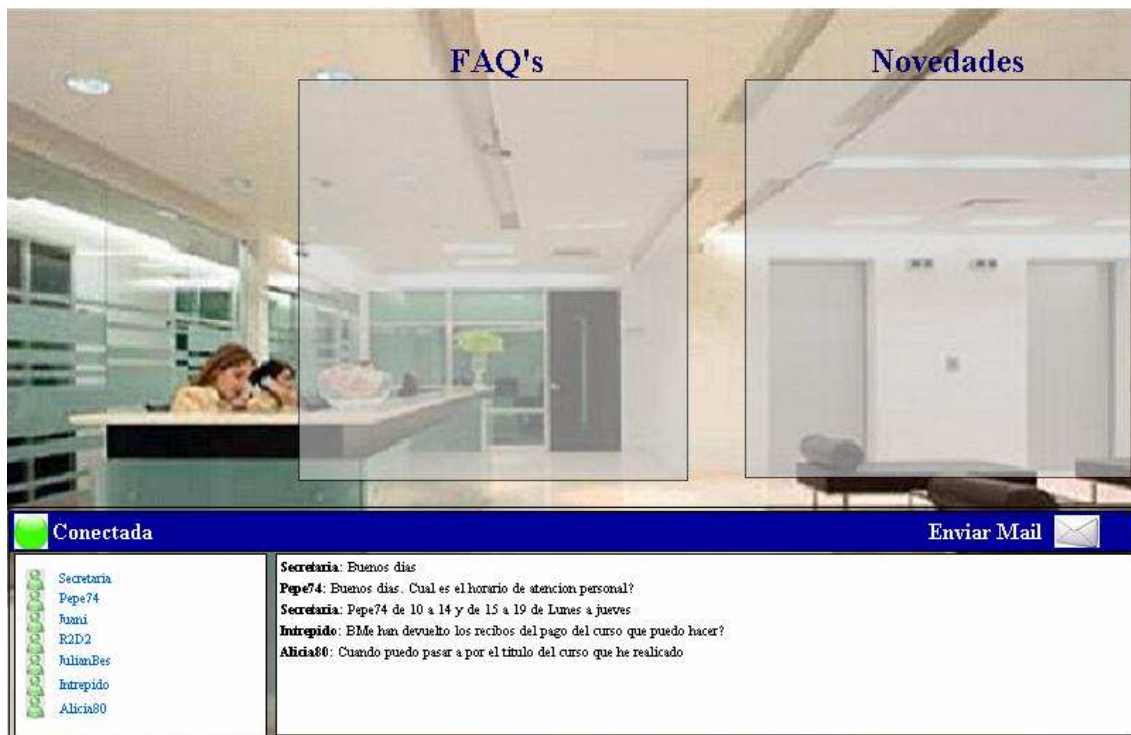 FAQ's
Novedades
Conectada
Enviar Mail
Secretaria
Pepe74
Juani
R2D2
JulianBes
Intrepido
Alicia80
Secretaria: Buenos dias
Pepe74: Buenos dias. Cual es el horario de atencion personal?
Secretaria: Pepe74 de 10 a 14 y de 15 a 19 de Lunes a jueves
Intrepido: BMe han devuelto los recibos del pago del curso que puedo hacer?
Alicia80: Cuando puedo pasar a por el titulo del curso que he realicado